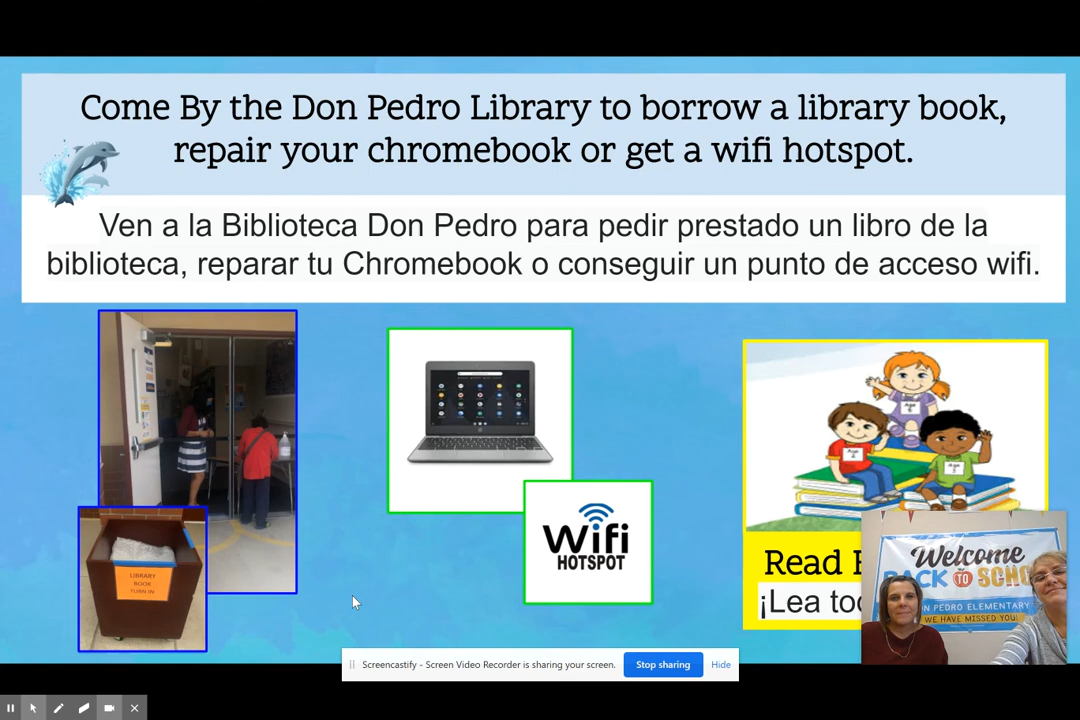 Come By the Don Pedro Library to borrow a library book,
repair your chromebook or get a wifi hotspot.
Ven a la Biblioteca Don Pedro para pedir prestado un libro de la
biblioteca, reparar tu Chromebook o conseguir un punto de acceso wifi.
LIBRARY
BOOK
TURN IN
Wifi
HOTSPOT
Read
¡Lea
Welcome
BACK TO SCHO
ON PEDRO ELEMENTARY
WE HAVE MISSED YOU!
Screencastify - Screen Video Recorder is sharing your screen.
Stop sharing
Hide